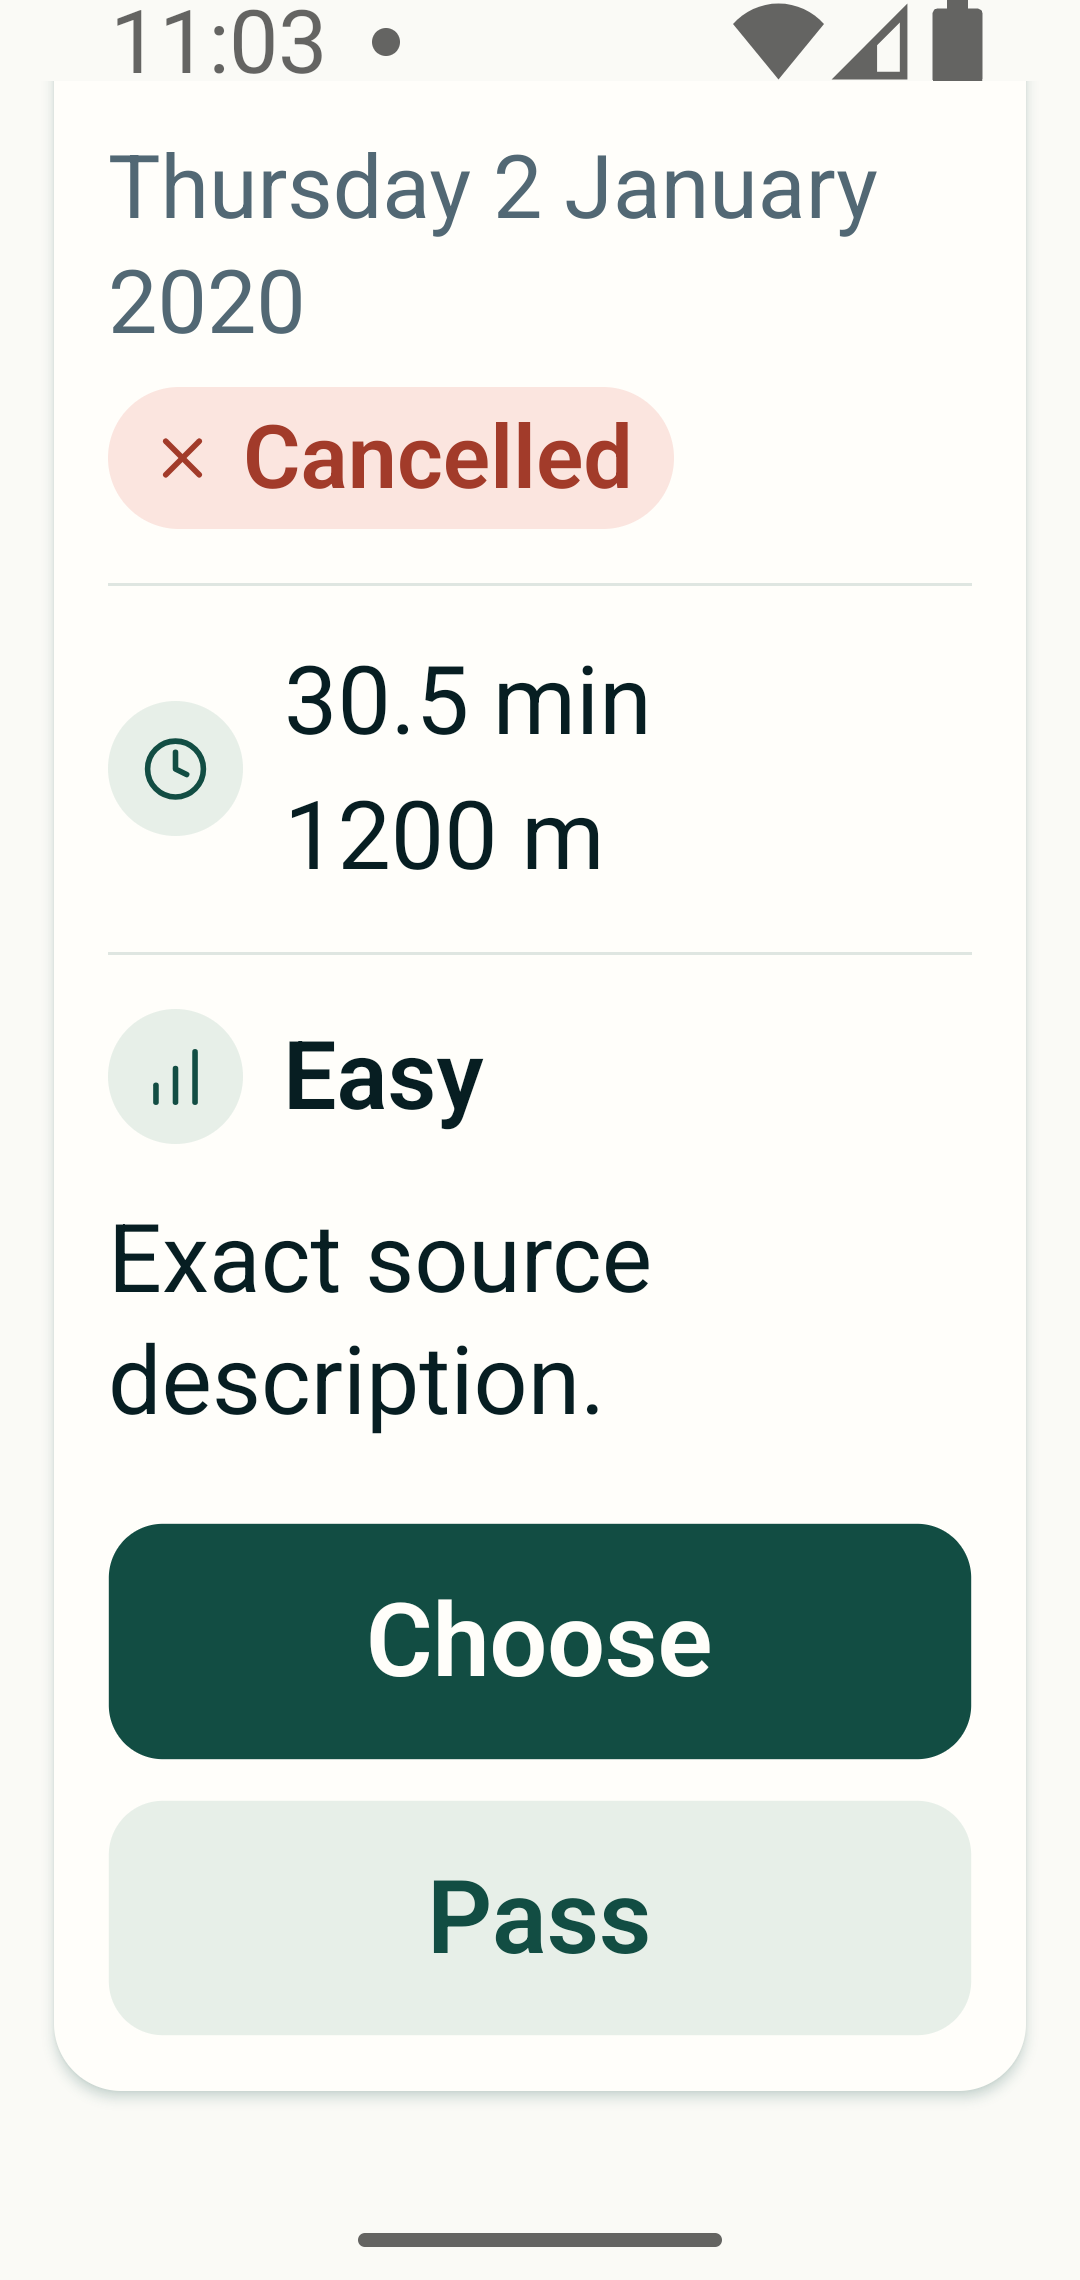 11:03
Thursday 2 January
2020
Cancelled
30.5 min
1200 m
Easy
Exact source
description.
Choose
Pass